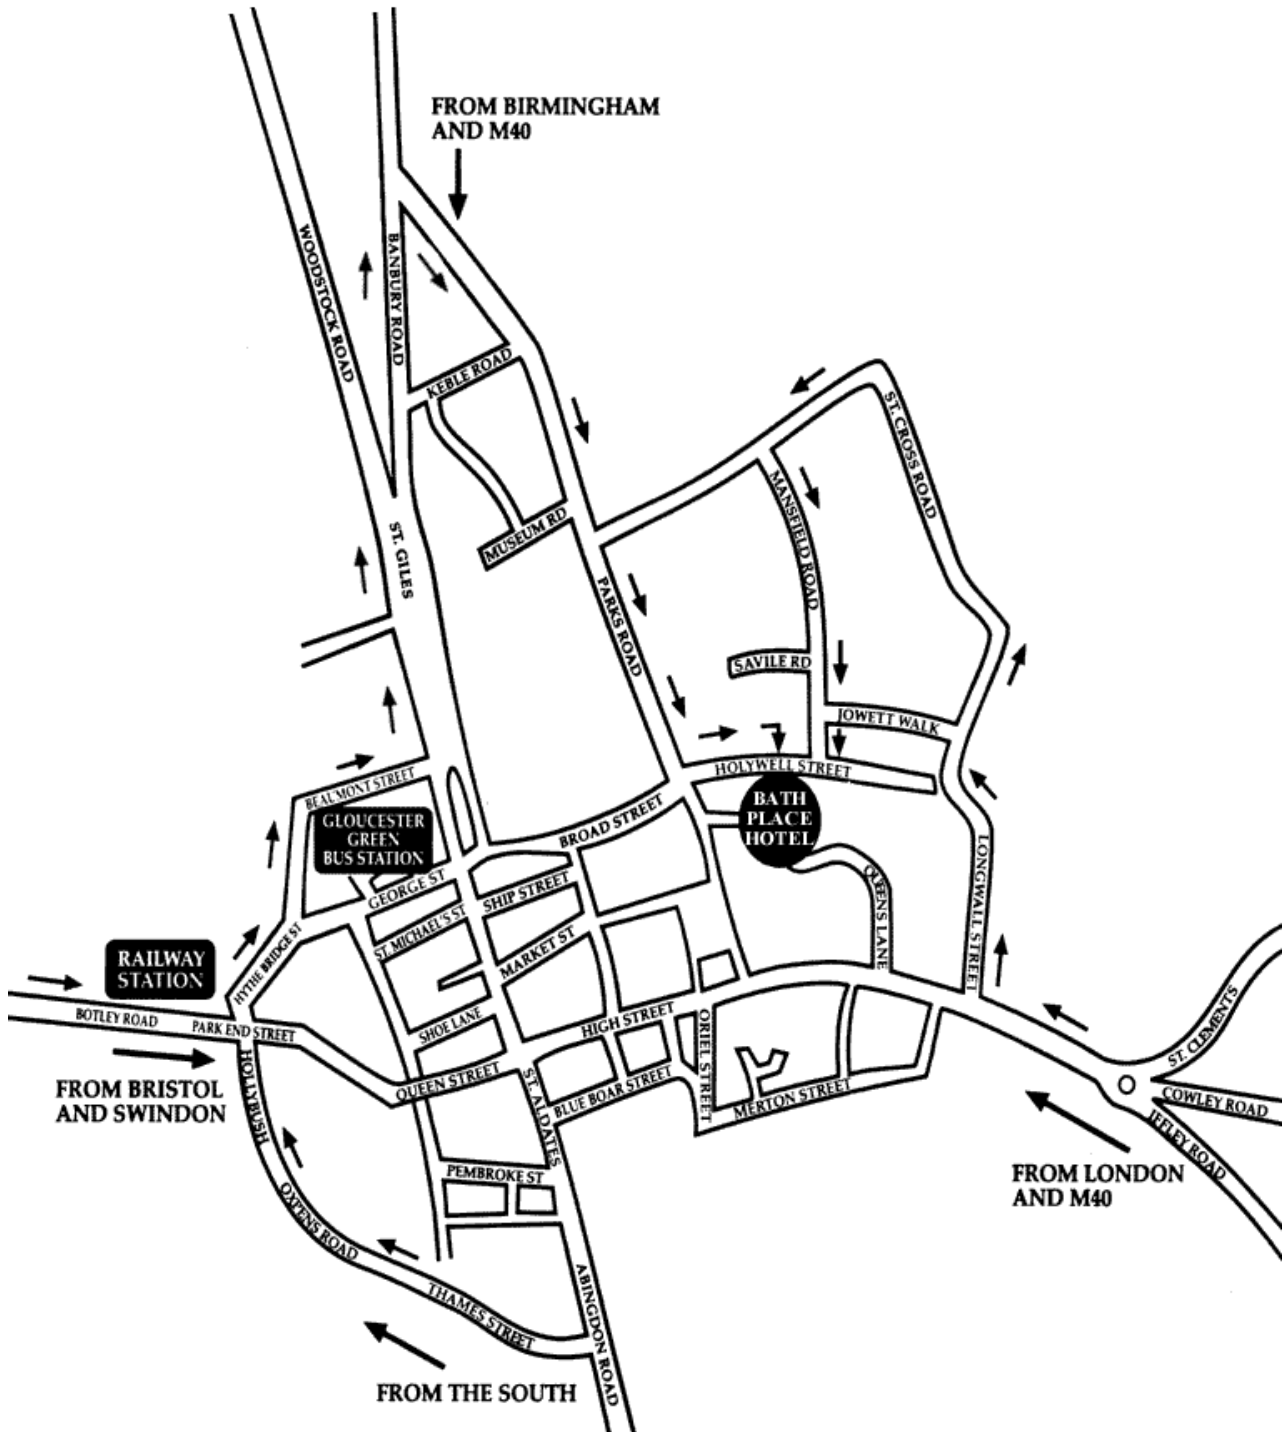 FROM BIRMINGHAM
AND M40
WOODSTOCK ROAD
BANBURY ROAD
KEBLE ROAD
ST. CROSS ROAD
MANSFIELD ROAD
MUSEUM RD
ST. GILES
PARKS ROAD
SAVILE RD
JOWETT WALK
HOLYWELL STREET
BEAUMONT STREET
BATH
PLACE
HOTEL
GLOUCESTER
GREEN
BUS STATION
BROAD STREET
GEORGE ST
SHIP STREET
ST. MICHAEL'S ST
QUEENS LANE
LONGWALL STREET
MARKET ST
HYTHE BRIDGE ST
RAILWAY
STATION
BOTLEY ROAD
PARK END STREET
SHOE LANE
HIGH STREET
ORIEL STREET
ST. CLEMENTS
FROM BRISTOL
AND SWINDON
HOLLYBUSH
QUEEN STREET
ST. ALDATES
BLUE BOAR STREET
MERTON STREET
COWLEY ROAD
IFFLEY ROAD
PEMBROKE ST
FROM LONDON
AND M40
OXPENS ROAD
THAMES STREET
ABINGDON ROAD
FROM THE SOUTH